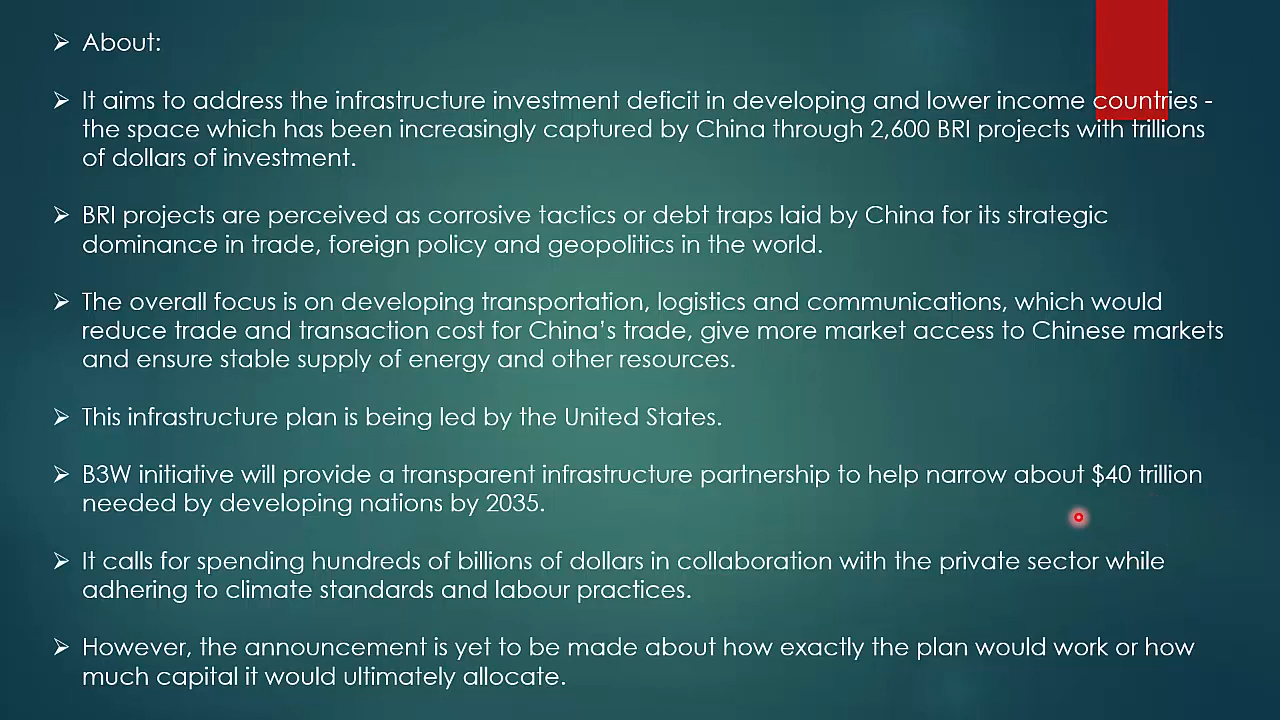 About:
It aims to address the infrastructure investment deficit in developing and lower income countries -
the space which has been increasingly captured by China through 2,600 BRI projects with trillions
of dollars of investment.
BRI projects are perceived as corrosive tactics or debt traps laid by China for its strategic
dominance in trade, foreign policy and geopolitics in the world.
The overall focus is on developing transportation, logistics and communications, which would
reduce trade and transaction cost for China’s trade, give more market access to Chinese markets
and ensure stable supply of energy and other resources.
This infrastructure plan is being led by the United States.
B3W initiative will provide a transparent infrastructure partnership to help narrow about $40 trillion
needed by developing nations by 2035.
It calls for spending hundreds of billions of dollars in collaboration with the private sector while
adhering to climate standards and labour practices.
However, the announcement is yet to be made about how exactly the plan would work or how
much capital it would ultimately allocate.